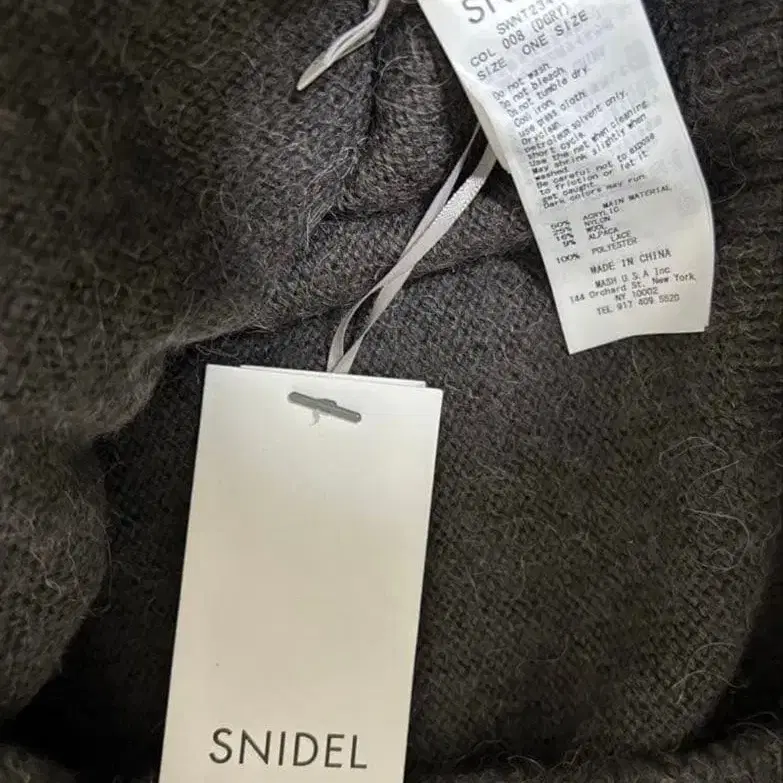 SWNT234
COL 008 (DGRY)
SIZE ONE SIZE
Do not wash.
Do not bleach.
Do not tumble dry.
Cool iron.
use press cloth.
Dryclean
petroleum solvent only.
short cycle.
Use the net when cleaning.
May shrink slightly when
washed.
Be careful not to expose
to friction or let it
get caught.
Dark colors may run.
MAIN MATERIAL
50% ACRYLIC
25% NYLON
16% WOOL
9% ALPACA
LACE
100% POLYESTER
MADE IN CHINA
MASH U.S.A Inc
144 Orchard St. New York,
NY 10002
TEL 917 409 5520
SNIDEL